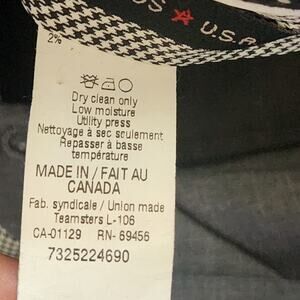 U.S.A
2%
Dry clean only
Low moisture
Utility press
Nettoyage à sec seulement
Repasser à basse
température
MADE IN / FAIT AU
CANADA
Fab. syndicale / Union made
Teamsters L-106
CA-01129 RN- 69456
7325224690